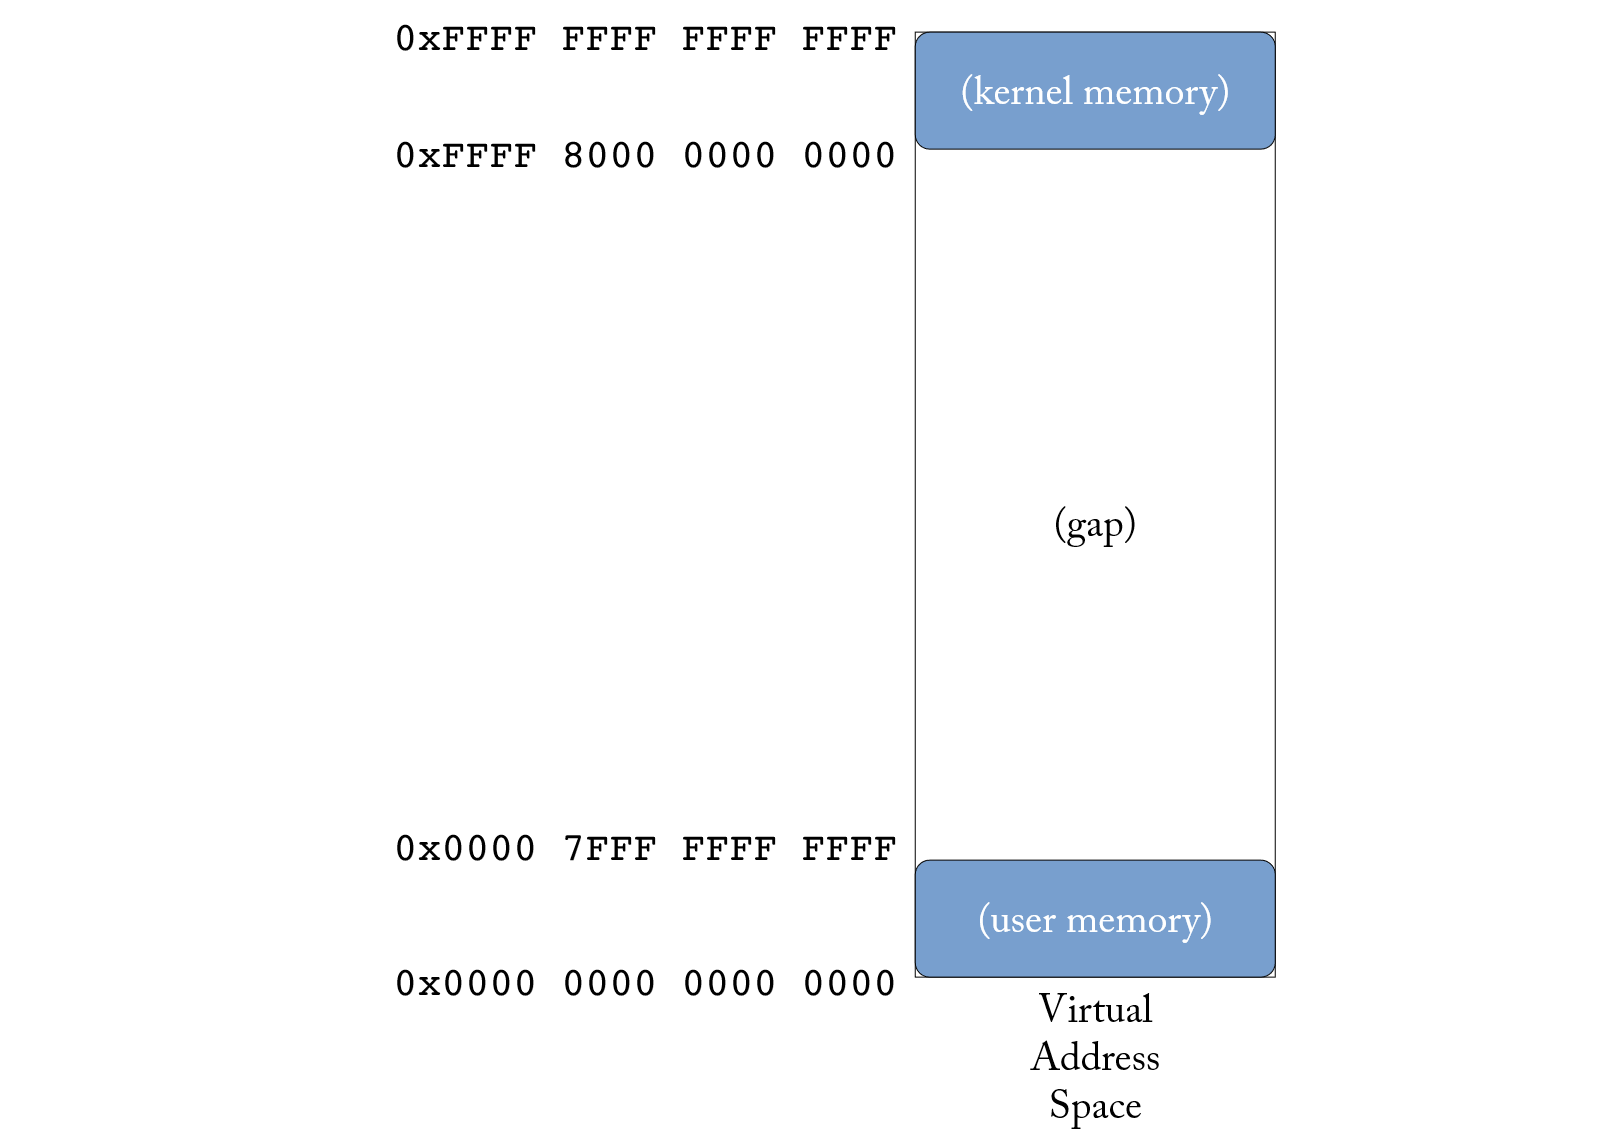 0xFFFF FFFF FFFF FFFF
(kernel memory)
0xFFFF 8000 0000 0000
(gap)
0x0000 7FFF FFFF FFFF
(user memory)
0x0000 0000 0000 0000
Virtual
Address
Space